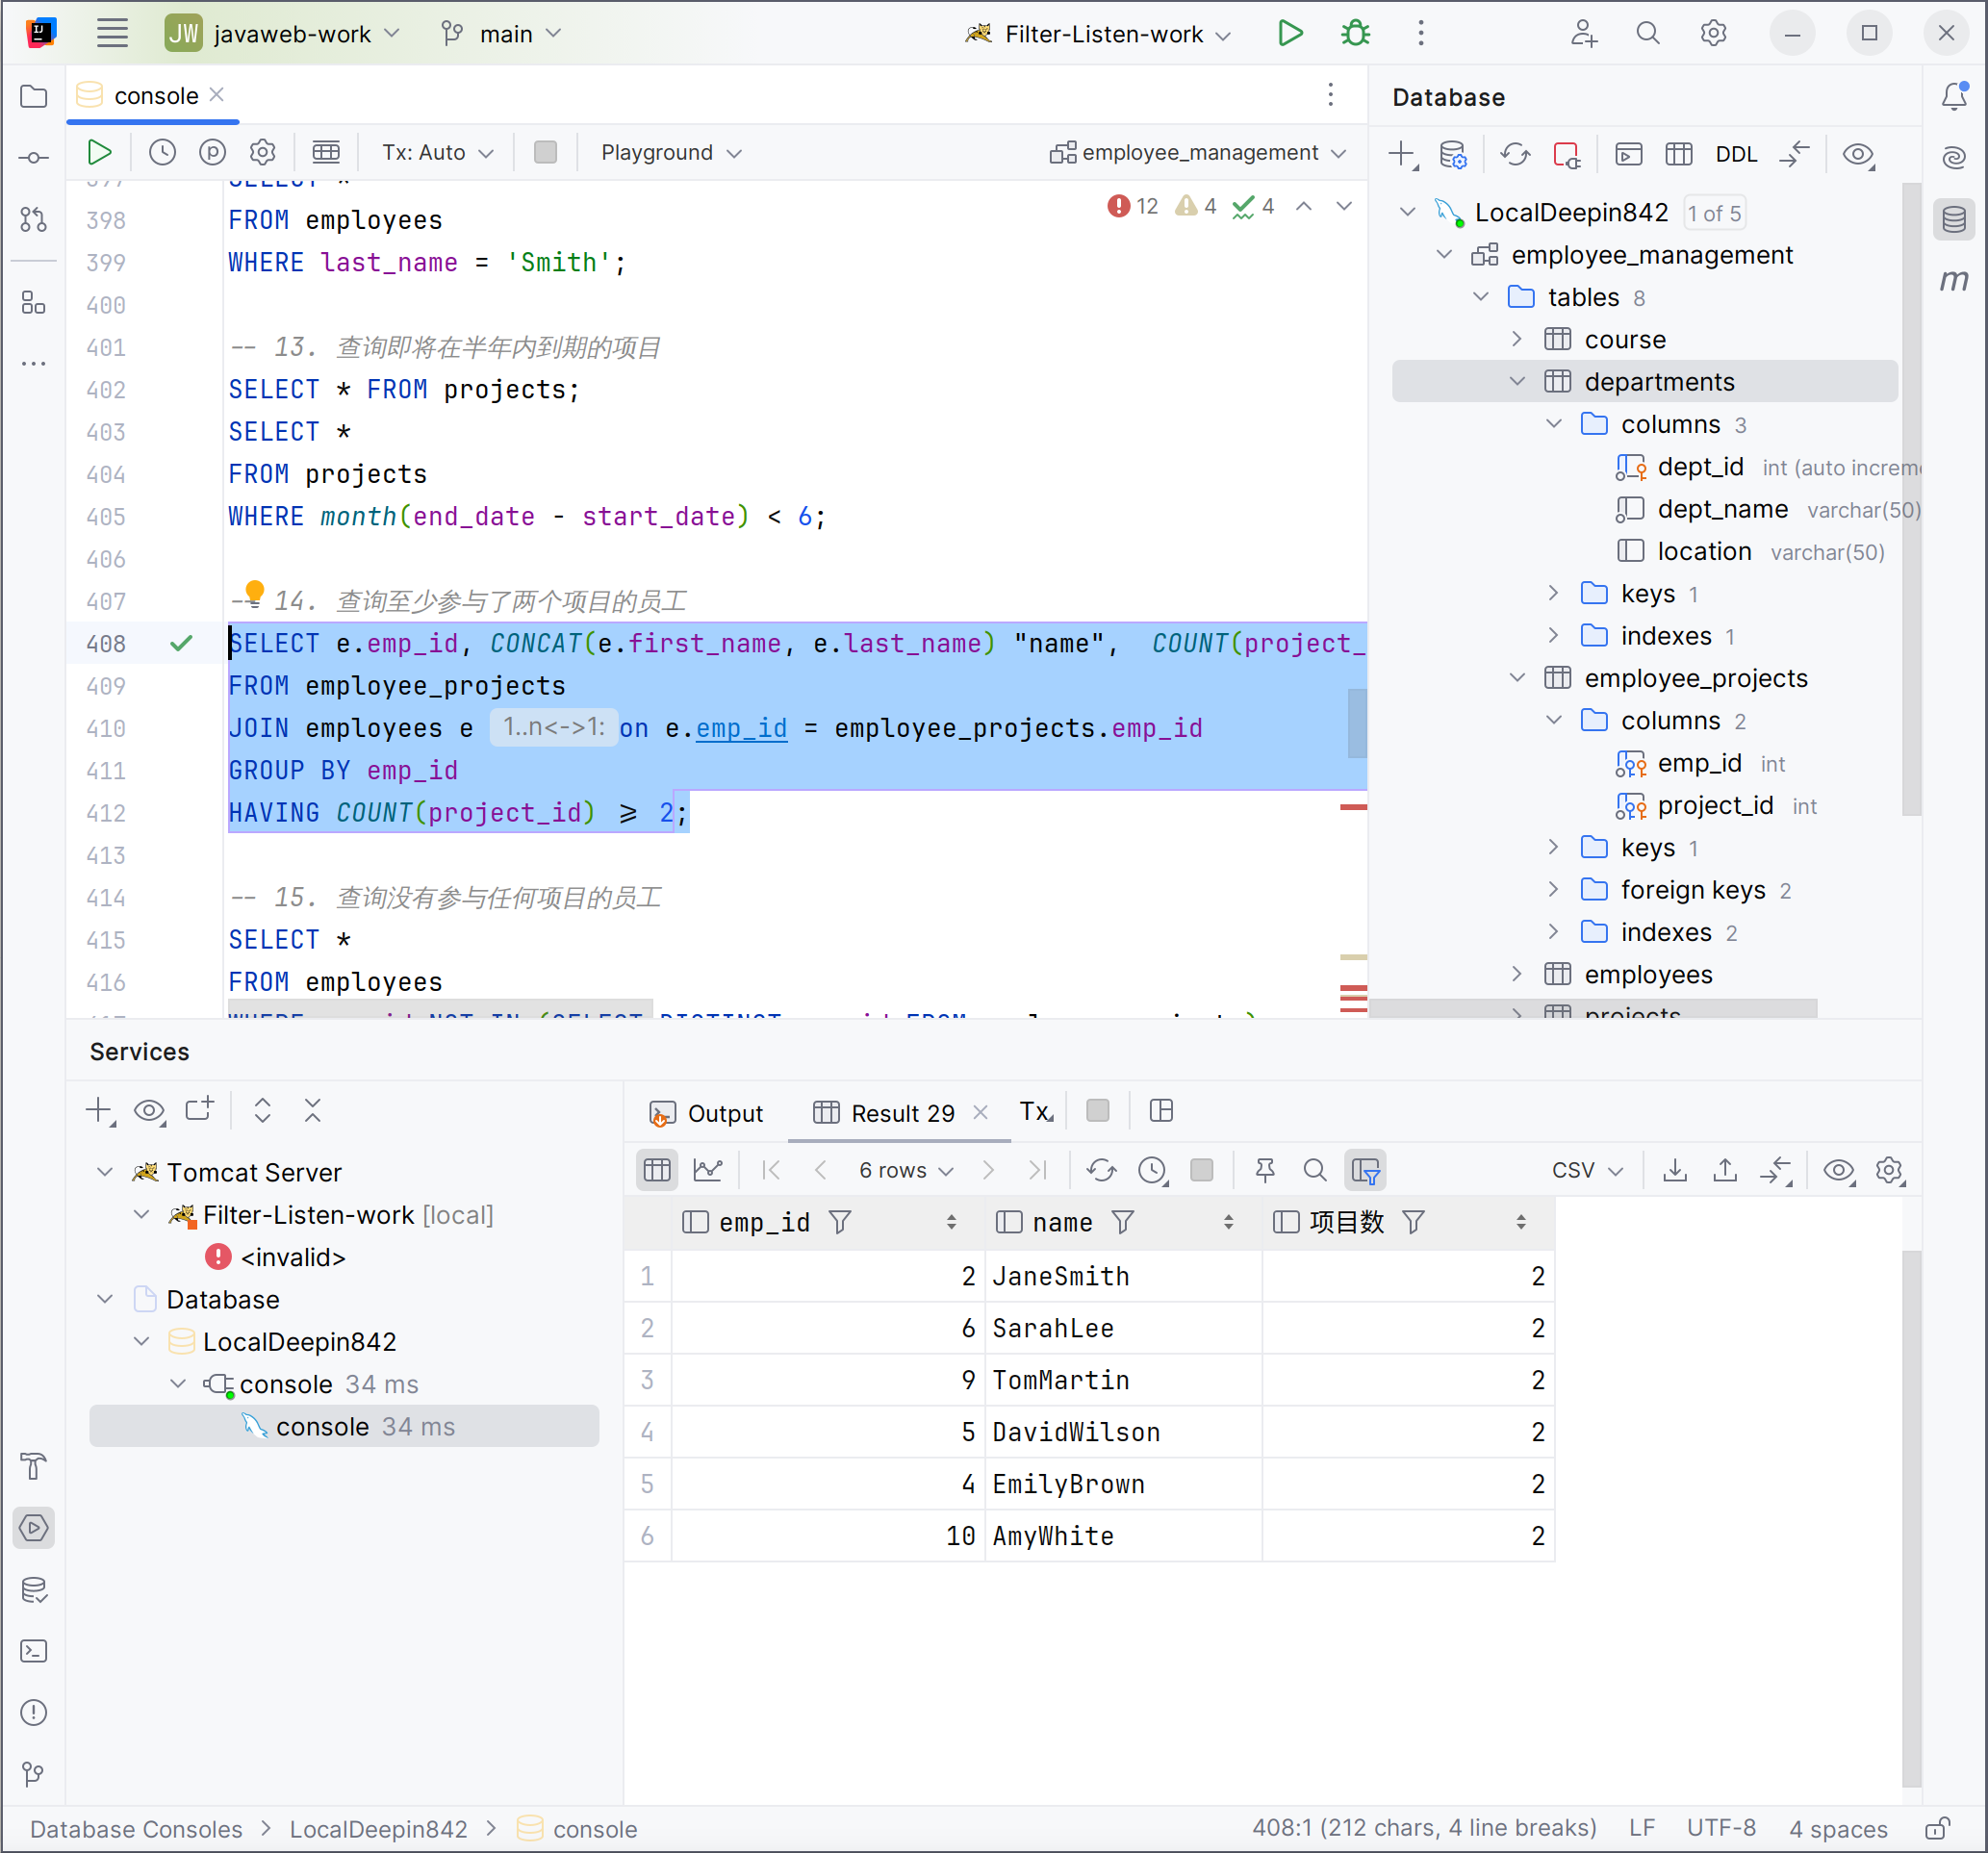 JW javaweb-work main Filter-Listen-work
console
Database
Tx: Auto Playground employee_management
DDL
12 4 4
398 FROM employees
399 WHERE last_name = 'Smith';
400
401 -- 13. 查询即将在半年内到期的项目
402 SELECT * FROM projects;
403 SELECT *
404 FROM projects
405 WHERE month(end_date - start_date) < 6;
406
407 -- 14. 查询至少参与了两个项目的员工
408 SELECT e.emp_id, CONCAT(e.first_name, e.last_name) "name", COUNT(project_
409 FROM employee_projects
410 JOIN employees e 1..n<->1: on e.emp_id = employee_projects.emp_id
411 GROUP BY emp_id
412 HAVING COUNT(project_id) >= 2;
413
414 -- 15. 查询没有参与任何项目的员工
415 SELECT *
416 FROM employees
LocalDeepin842 1 of 5
employee_management
tables 8
course
departments
columns 3
dept_id int (auto increme
dept_name varchar(50)
location varchar(50)
keys 1
indexes 1
employee_projects
columns 2
emp_id int
project_id int
keys 1
foreign keys 2
indexes 2
employees
projects
m
Services
Tomcat Server
Filter-Listen-work [local]
<invalid>
Database
LocalDeepin842
console 34 ms
console 34 ms
Output Result 29 Tx
6 rows CSV
emp_id name 项目数
1 2 JaneSmith 2
2 6 SarahLee 2
3 9 TomMartin 2
4 5 DavidWilson 2
5 4 EmilyBrown 2
6 10 AmyWhite 2
Database Consoles > LocalDeepin842 > console
408:1 (212 chars, 4 line breaks) LF UTF-8 4 spaces